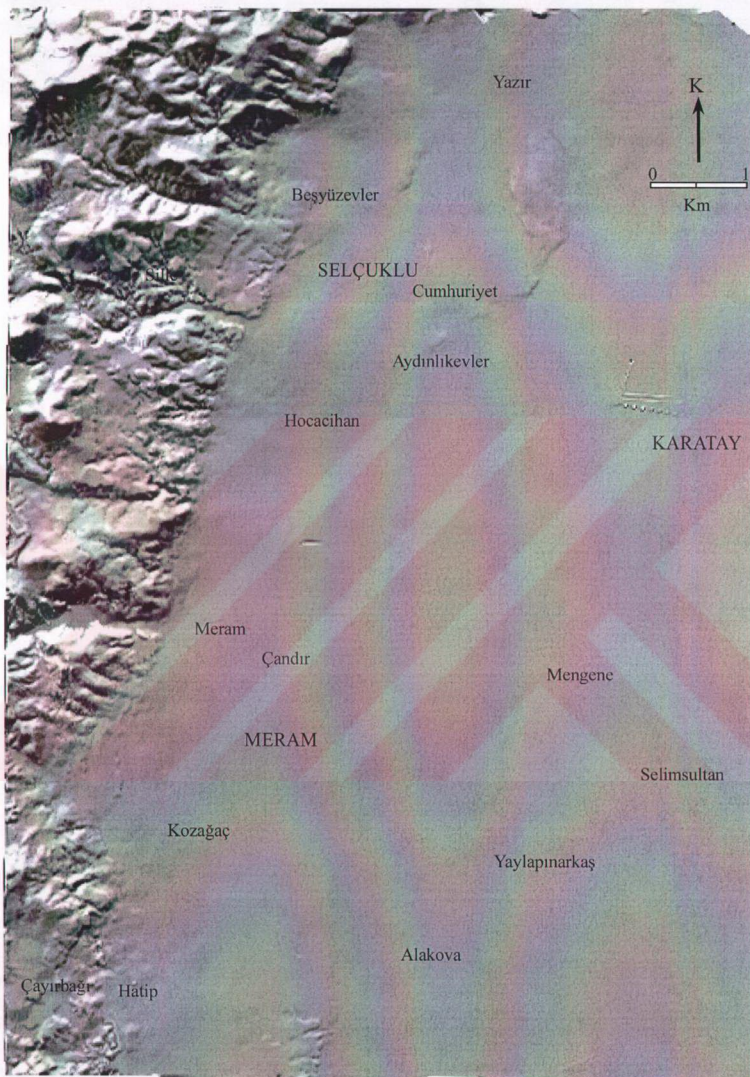 Yazır
K
0 1
Km
Beşyüzevler
SELÇUKLU
Cumhuriyet
Aydınlıkevler
Hocacihan
KARATAY
Meram
Çandır
Mengene
MERAM
Selimsultan
Kozağaç
Yaylapınarkaş
Alakova
Çayırbağı
Hatip